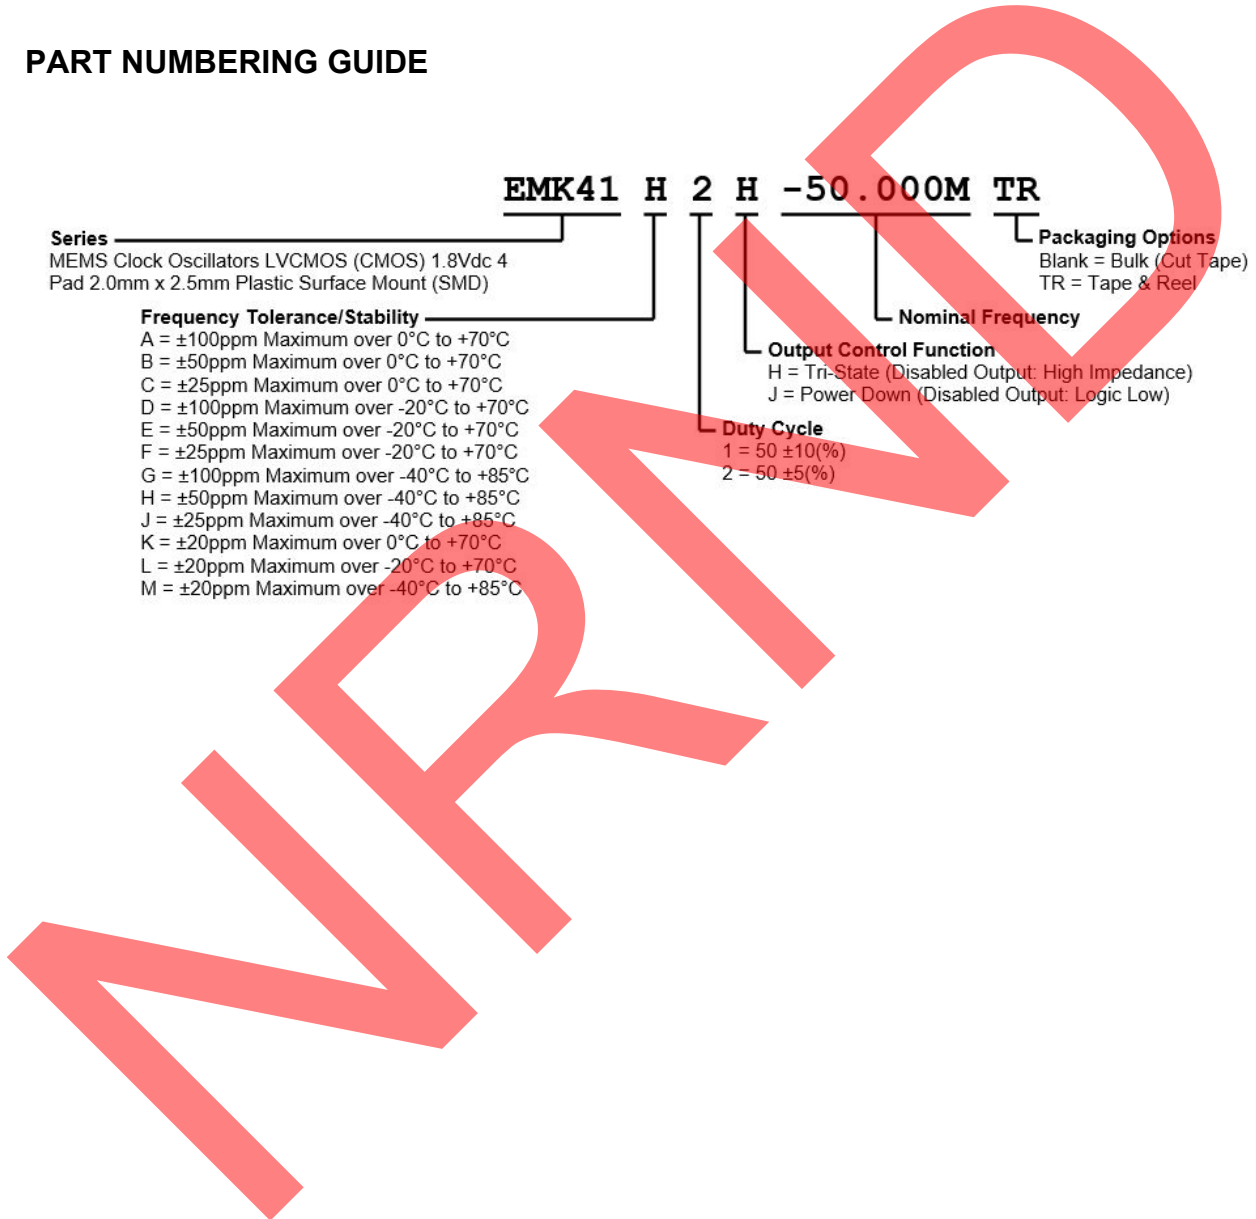 PART NUMBERING GUIDE
EMK41 H 2 H -50.000M TR
Series
MEMS Clock Oscillators LVCMOS (CMOS) 1.8Vdc 4
Pad 2.0mm x 2.5mm Plastic Surface Mount (SMD)
Frequency Tolerance/Stability
A = ±100ppm Maximum over 0°C to +70°C
B = ±50ppm Maximum over 0°C to +70°C
C = ±25ppm Maximum over 0°C to +70°C
D = ±100ppm Maximum over -20°C to +70°C
E = ±50ppm Maximum over -20°C to +70°C
F = ±25ppm Maximum over -20°C to +70°C
G = ±100ppm Maximum over -40°C to +85°C
H = ±50ppm Maximum over -40°C to +85°C
J = ±25ppm Maximum over -40°C to +85°C
K = ±20ppm Maximum over 0°C to +70°C
L = ±20ppm Maximum over -20°C to +70°C
M = ±20ppm Maximum over -40°C to +85°C
Packaging Options
Blank = Bulk (Cut Tape)
TR = Tape & Reel
Nominal Frequency
Output Control Function
H = Tri-State (Disabled Output: High Impedance)
J = Power Down (Disabled Output: Logic Low)
Duty Cycle
1 = 50 ±10(%)
2 = 50 ±5(%)
NRND